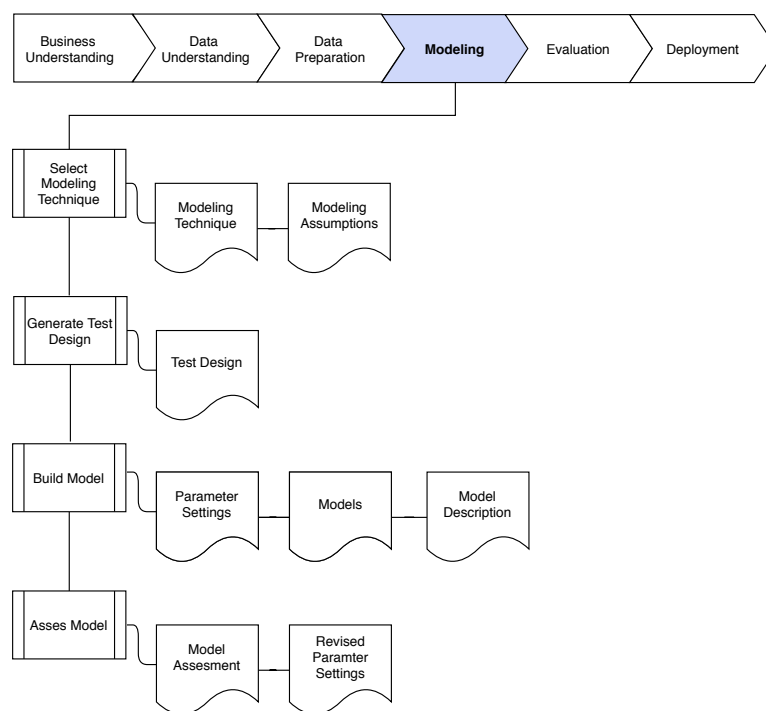 Business
Understanding
Data
Understanding
Data
Preparation
Modeling
Evaluation
Deployment
Select
Modeling
Technique
Modeling
Technique
Modeling
Assumptions
Generate Test
Design
Test Design
Build Model
Parameter
Settings
Models
Model
Description
Asses Model
Model
Assesment
Revised
Paramter
Settings